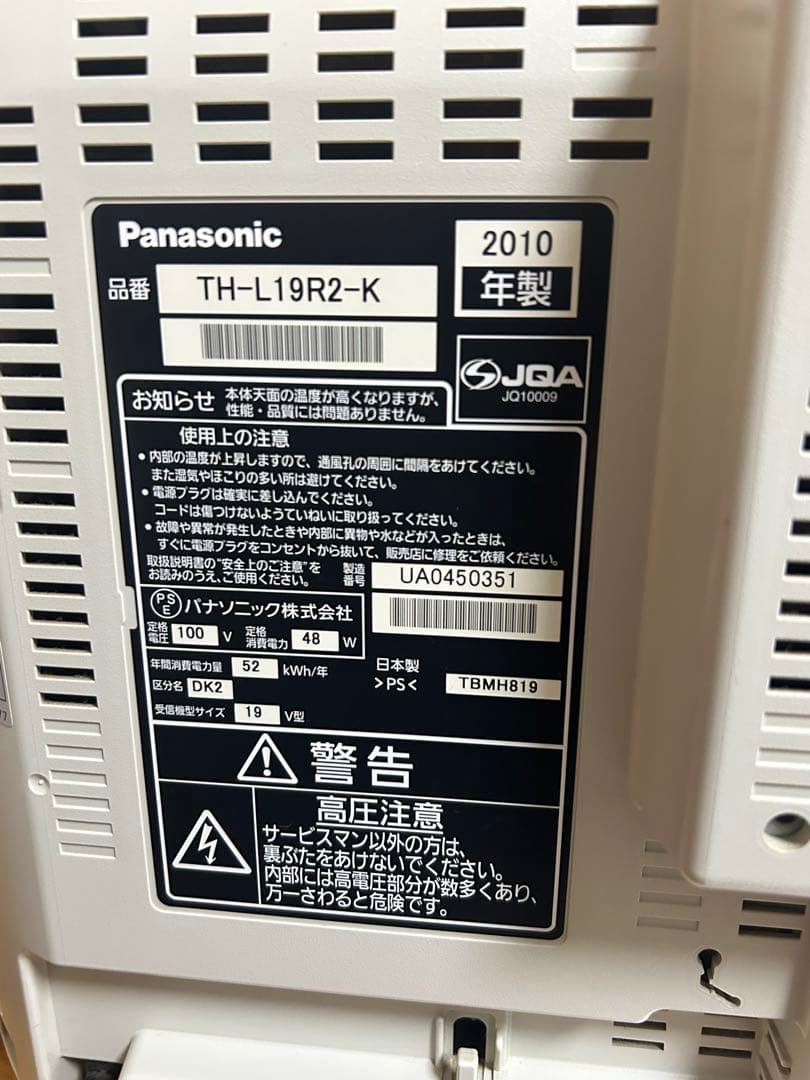 Panasonic
2010
年製
品番 TH-L19R2-K
JQA
JQ10009
お知らせ 本体天面の温度が高くなりますが、
性能・品質には問題ありません。
使用上の注意
• 内部の温度が上昇しますので、通風孔の周囲に間隔をあけてください。
また湿気やほこりの多い所は避けてください。
• 電源プラグは確実に差し込んでください。
コードは傷つけないようていねいに取り扱ってください。
• 故障や異常が発生したときや内部に異物や水などが入ったときは、
すぐに電源プラグをコンセントから抜いて、販売店に修理をご依頼ください。
取扱説明書の"安全上のご注意"を
お読みのうえ、ご使用ください。
製造
番号 UA0450351
PSE パナソニック株式会社
定格
電圧 100 V 定格
消費電力 48 W
年間消費電力量 52 kWh/年
区分名 DK2
受信機型サイズ 19 V型
日本製
>PS< TBMH819
警告
高圧注意
サービスマン以外の方は、
裏ぶたをあけないでください。
内部には高電圧部分が数多くあり、
万一さわると危険です。